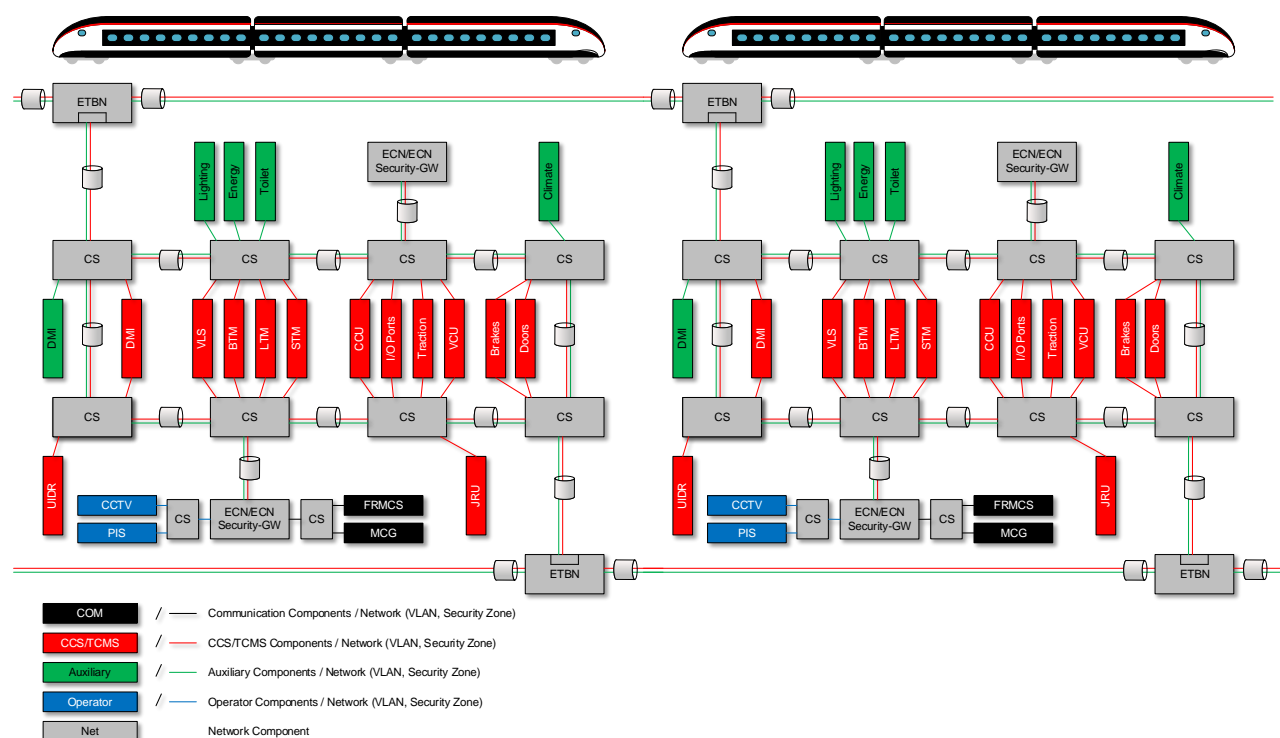 ETBN
ETBN
Lighting
Energy
Toilet
ECN/ECN
Security-GW
Climate
Lighting
Energy
Toilet
ECN/ECN
Security-GW
Climate
CS
CS
CS
CS
CS
CS
CS
CS
DMI
DMI
VLS
BTM
LTM
STM
CCU
I/O Ports
Traction
VCU
Brakes
Doors
DMI
DMI
VLS
BTM
LTM
STM
CCU
I/O Ports
Traction
VCU
Brakes
Doors
CS
CS
CS
CS
CS
CS
CS
CS
UIDR
CCTV
PIS
CS
ECN/ECN
Security-GW
CS
FRMCS
MCG
JRU
UIDR
CCTV
PIS
CS
ECN/ECN
Security-GW
CS
FRMCS
MCG
JRU
ETBN
ETBN
COM / Communication Components / Network (VLAN, Security Zone)
CCS/TCMS / CCS/TCMS Components / Network (VLAN, Security Zone)
Auxiliary / Auxiliary Components / Network (VLAN, Security Zone)
Operator / Operator Components / Network (VLAN, Security Zone)
Net Network Component